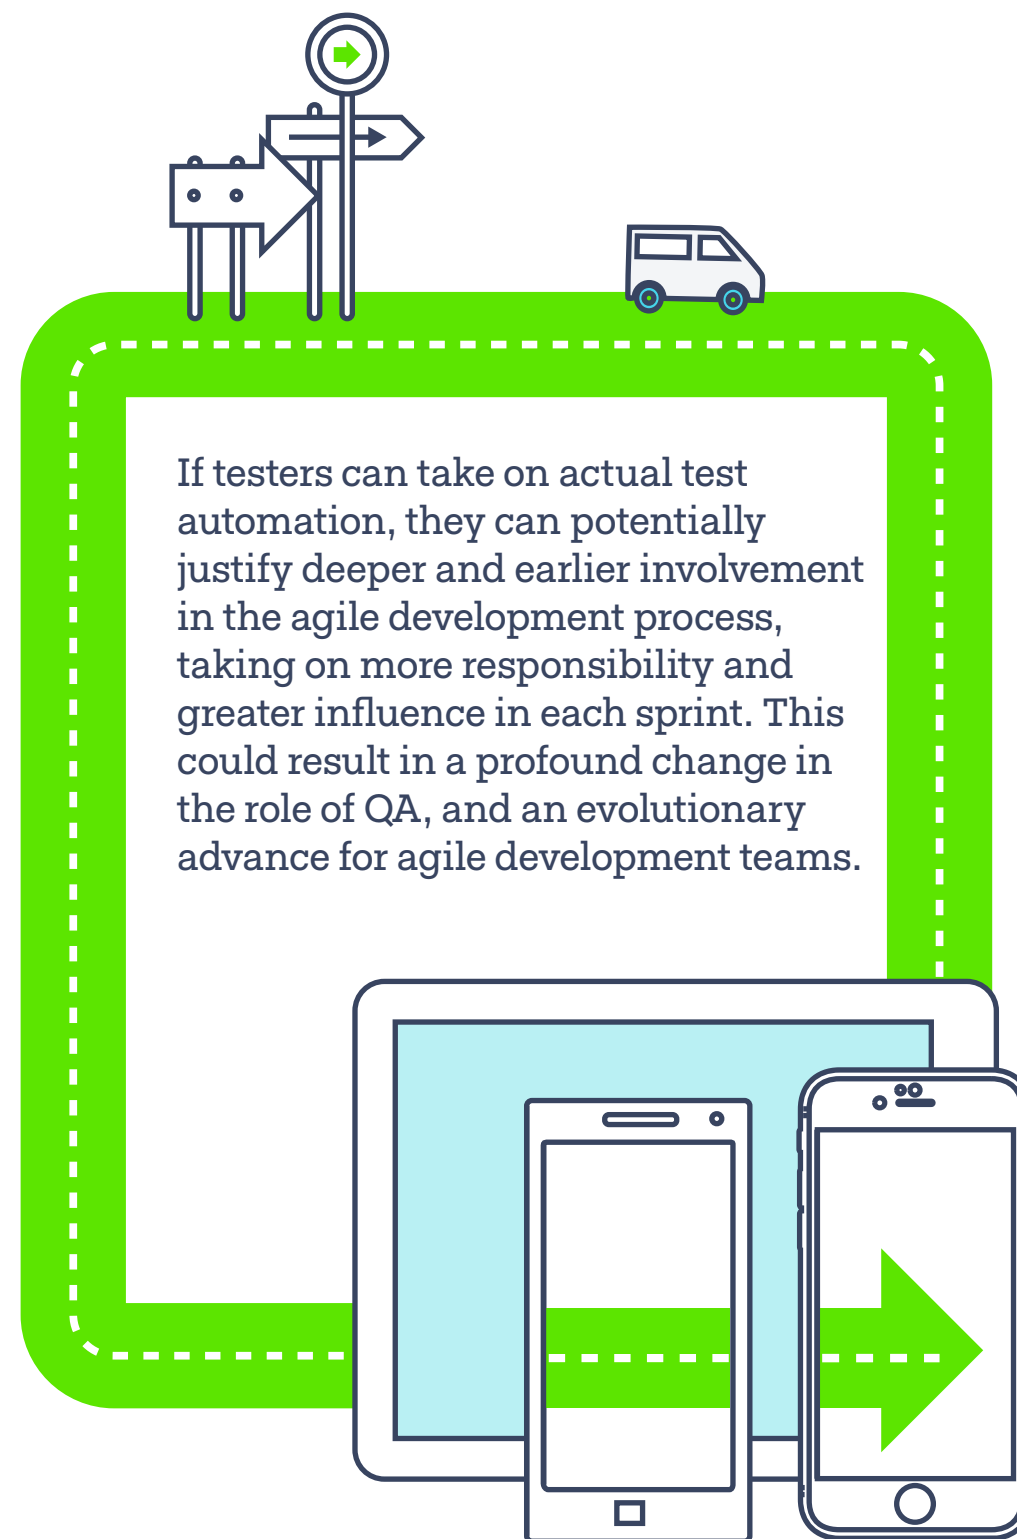 If testers can take on actual test
automation, they can potentially
justify deeper and earlier involvement
in the agile development process,
taking on more responsibility and
greater influence in each sprint. This
could result in a profound change in
the role of QA, and an evolutionary
advance for agile development teams.